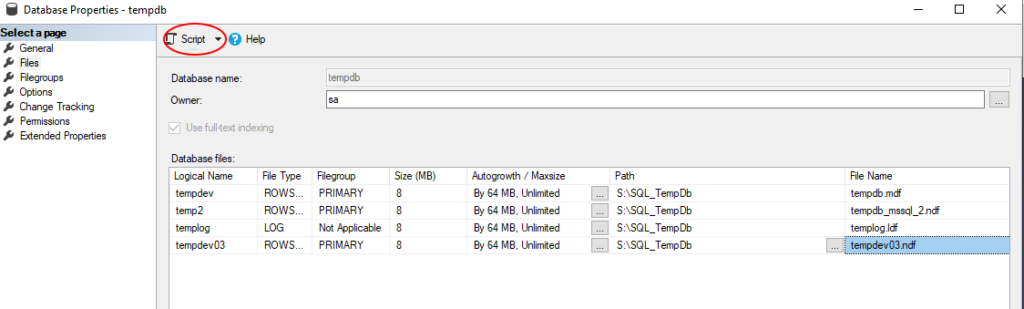 Database Properties - tempdb
Select a page
General
Files
Filegroups
Options
Change Tracking
Permissions
Extended Properties
Script
Help
Database name:
tempdb
Owner:
sa
...
Use full-text indexing
Database files:
Logical Name File Type Filegroup Size (MB) Autogrowth / Maxsize Path File Name
tempdev ROWS... PRIMARY 8 By 64 MB, Unlimited ... S:\SQL_TempDb tempdb.mdf
temp2 ROWS... PRIMARY 8 By 64 MB, Unlimited ... S:\SQL_TempDb tempdb_mssql_2.ndf
templog LOG Not Applicable 8 By 64 MB, Unlimited ... S:\SQL_TempDb templog.ldf
tempdev03 ROWS... PRIMARY 8 By 64 MB, Unlimited ... S:\SQL_TempDb ... tempdev03.ndf